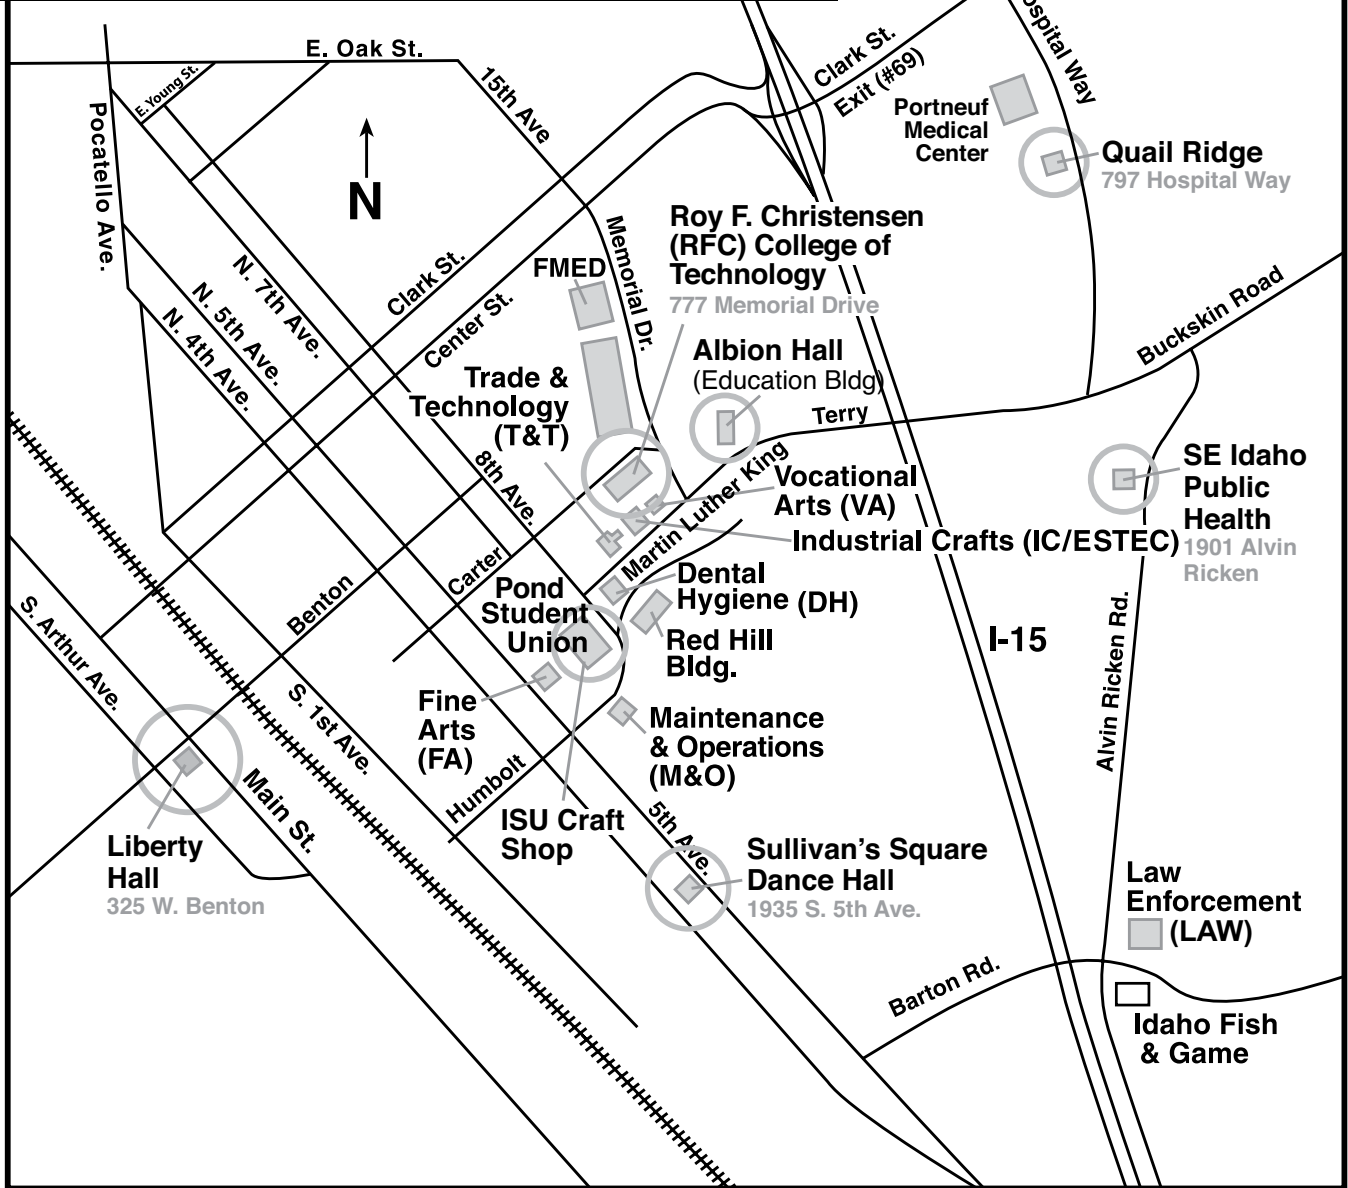 E. Oak St.
Clark St.
Exit (#69)
Hospital Way
15th Ave
E.Young St.
Pocatello Ave.
Portneuf
Medical
Center
Quail Ridge
797 Hospital Way
N
Roy F. Christensen
(RFC) College of
Technology
777 Memorial Drive
Memorial Dr.
FMED
Clark St.
Center St.
N. 7th Ave.
N. 5th Ave.
N. 4th Ave.
Buckskin Road
Albion Hall
(Education Bldg)
Trade &
Technology
(T&T)
Terry
8th Ave.
Martin Luther King
Vocational
Arts (VA)
Industrial Crafts (IC/ESTEC)
SE Idaho
Public
Health
1901 Alvin
Ricken
Carter
Benton
Pond
Student
Union
Dental
Hygiene (DH)
Red Hill
Bldg.
I-15
S. Arthur Ave.
Alvin Ricken Rd.
S. 1st Ave.
Fine
Arts
(FA)
Maintenance
& Operations
(M&O)
Humbolt
Main St.
ISU Craft
Shop
5th Ave.
Liberty
Hall
325 W. Benton
Sullivan's Square
Dance Hall
1935 S. 5th Ave.
Law
Enforcement
(LAW)
Barton Rd.
Idaho Fish
& Game